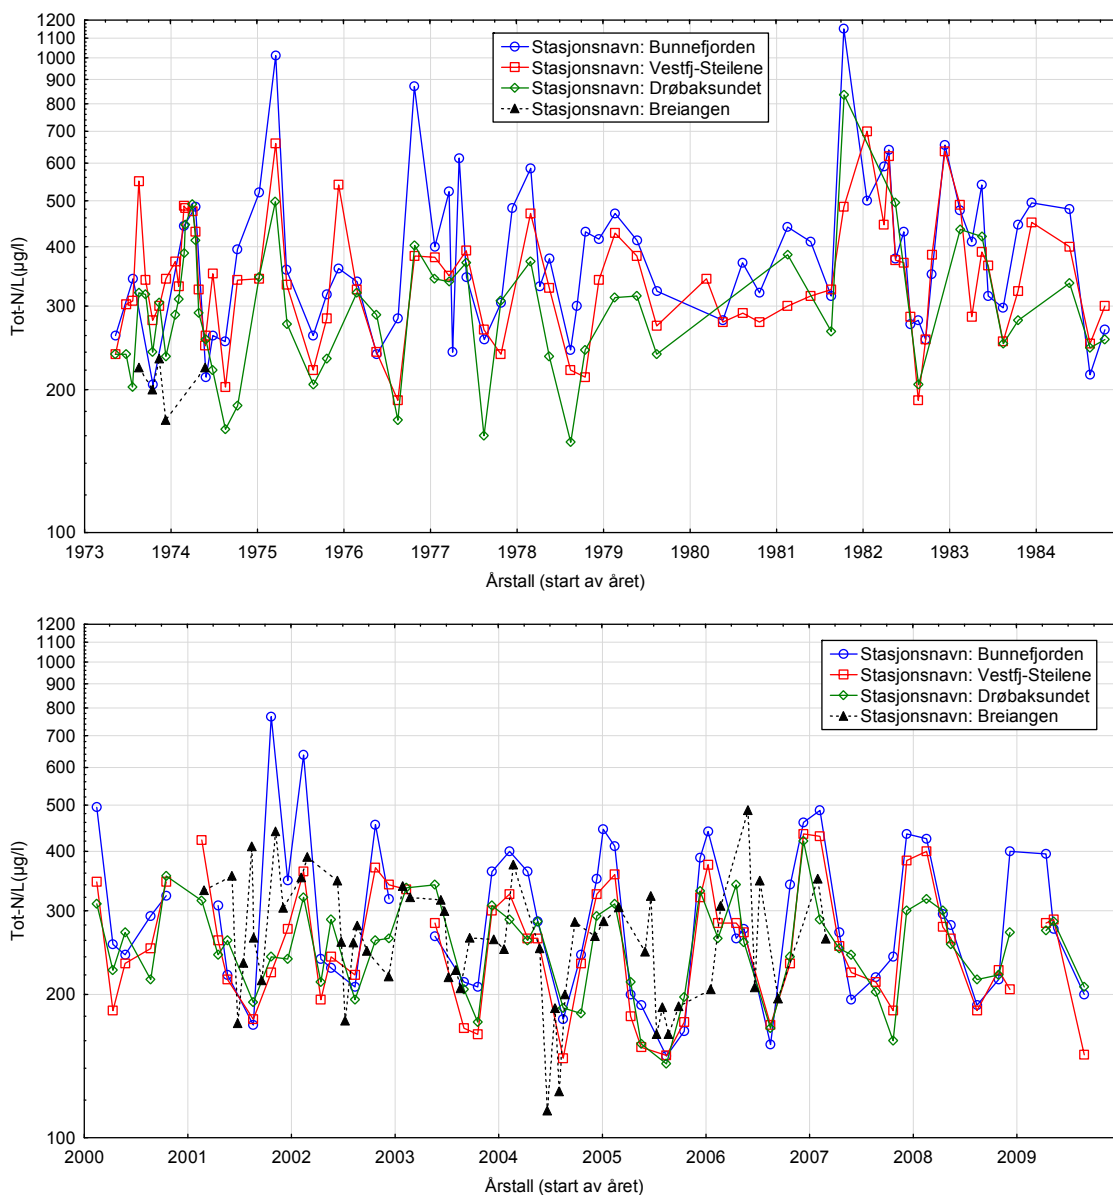 Tot-N/L(µg/l)
1200
1100
1000
900
800
700
600
500
400
300
200
100
Stasjonsnavn: Bunnefjorden
Stasjonsnavn: Vestfj-Steilene
Stasjonsnavn: Drøbaksundet
Stasjonsnavn: Breiangen
1973 1974 1975 1976 1977 1978 1979 1980 1981 1982 1983 1984
Årstall (start av året)
Tot-N/L(µg/l)
1200
1100
1000
900
800
700
600
500
400
300
200
100
Stasjonsnavn: Bunnefjorden
Stasjonsnavn: Vestfj-Steilene
Stasjonsnavn: Drøbaksundet
Stasjonsnavn: Breiangen
2000 2001 2002 2003 2004 2005 2006 2007 2008 2009
Årstall (start av året)